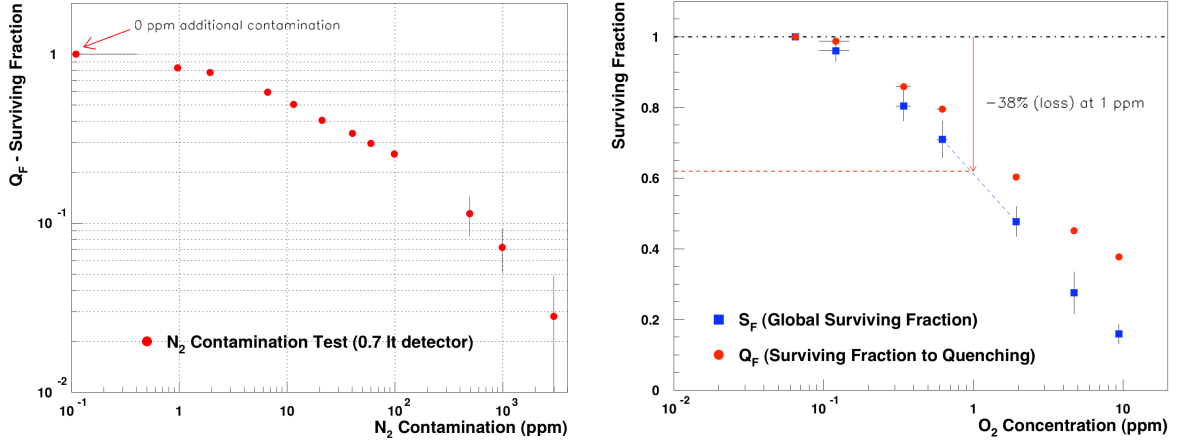 0 ppm additional contamination
Q_F - Surviving Fraction
1
10^-1
10^-2
N_2 Contamination Test (0.7 lt detector)
10^-1 1 10 10^2 10^3
N_2 Contamination (ppm)
Surviving Fraction
1
0.8
0.6
0.4
0.2
0
-38% (loss) at 1 ppm
S_F (Global Surviving Fraction)
Q_F (Surviving Fraction to Quenching)
10^-2 10^-1 1 10
O_2 Concentration (ppm)